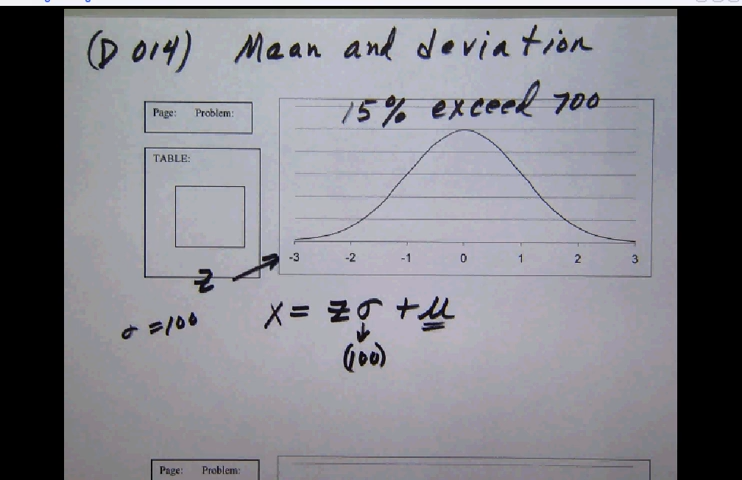 (D 014) Mean and deviation
15% exceed 700
Page: Problem:
TABLE:
-3 -2 -1 0 1 2 3
z
σ = 100
x = zσ + μ
(100)
Page: Problem: